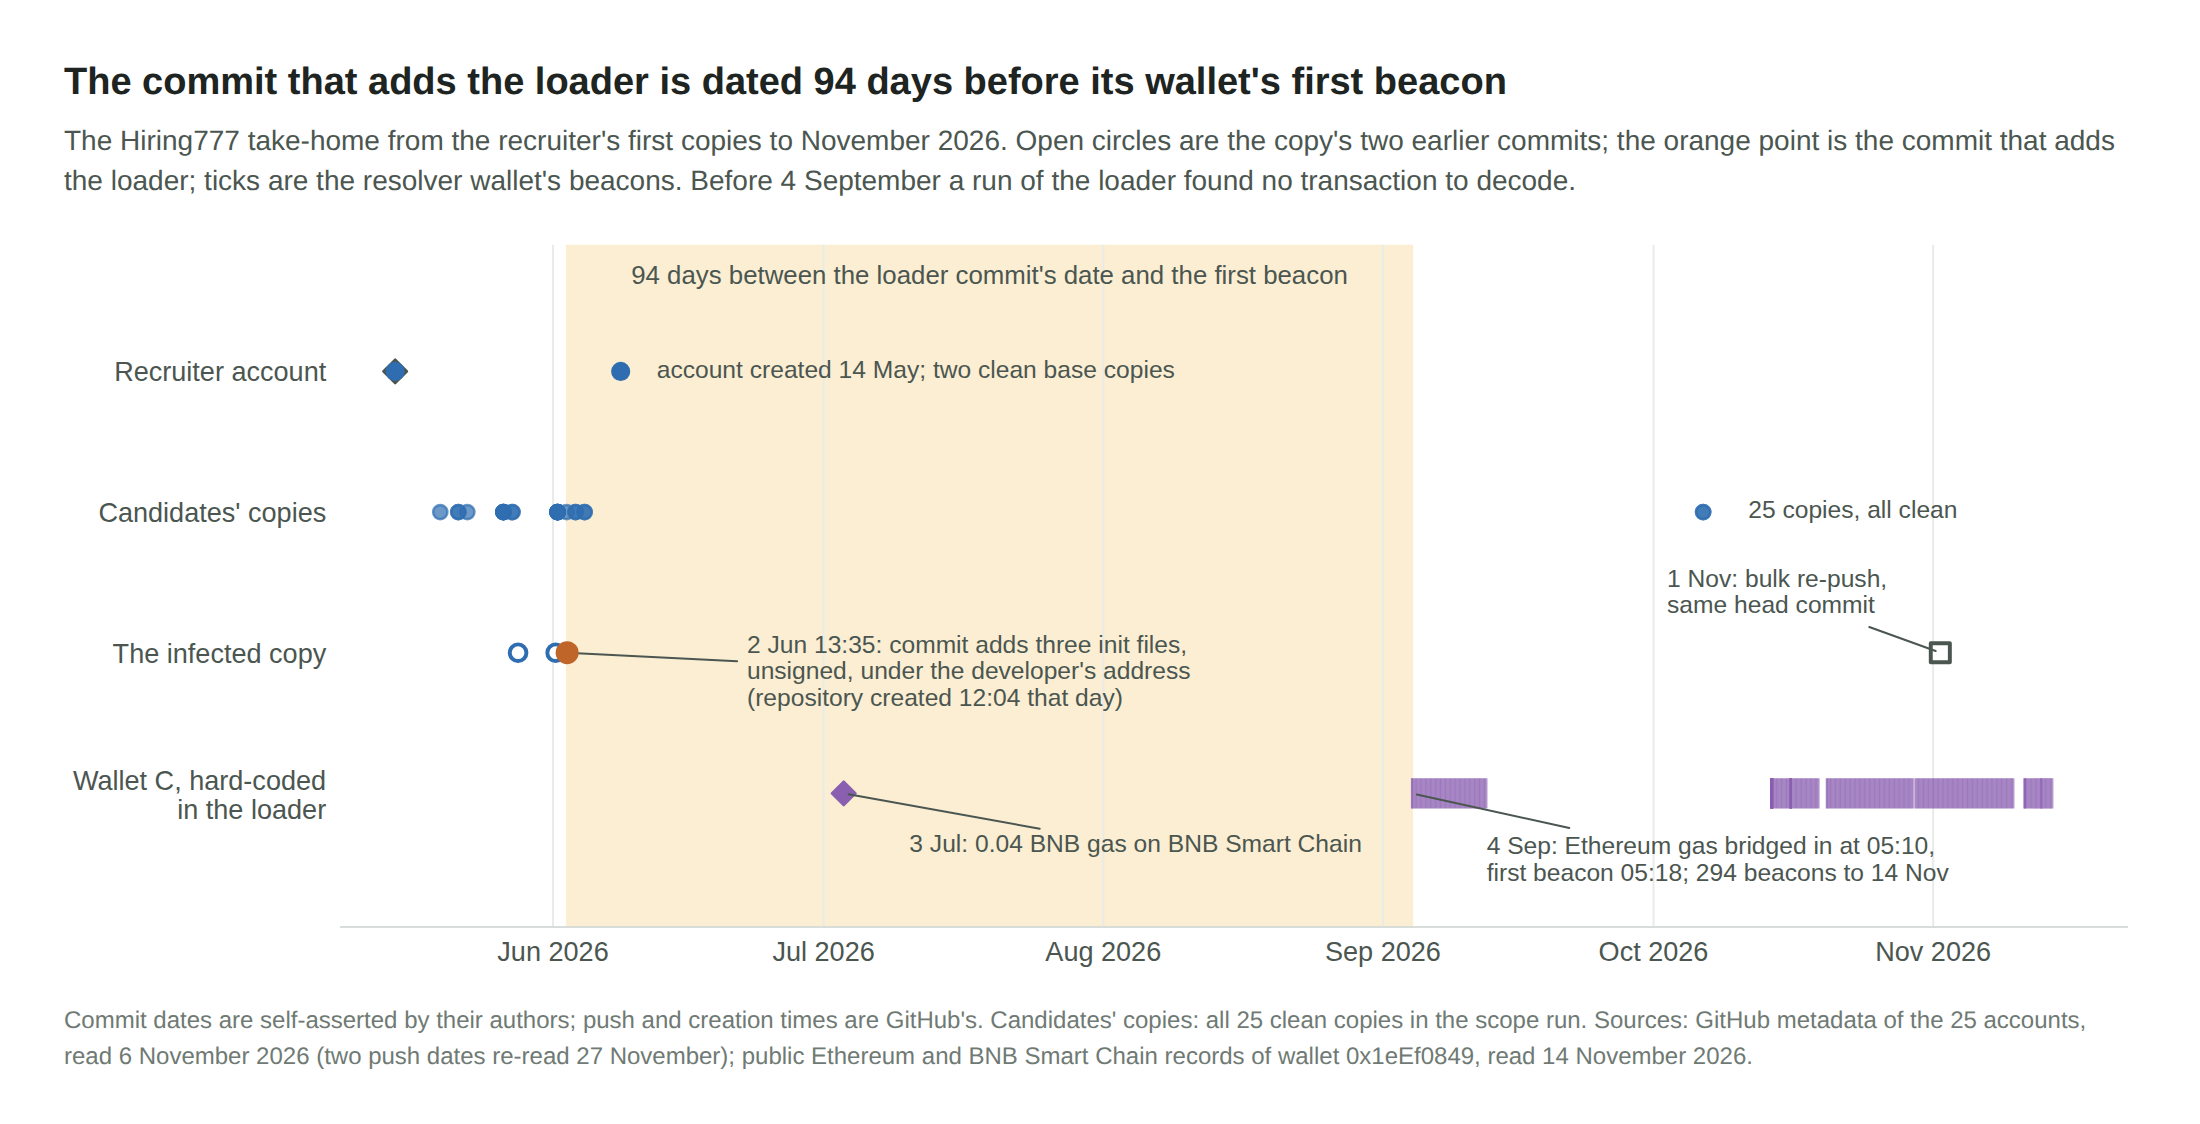 The commit that adds the loader is dated 94 days before its wallet's first beacon
The Hiring777 take-home from the recruiter's first copies to November 2026. Open circles are the copy's two earlier commits; the orange point is the commit that adds
the loader; ticks are the resolver wallet's beacons. Before 4 September a run of the loader found no transaction to decode.
94 days between the loader commit's date and the first beacon
Recruiter account
account created 14 May; two clean base copies
Candidates' copies
25 copies, all clean
1 Nov: bulk re-push,
same head commit
The infected copy
2 Jun 13:35: commit adds three init files,
unsigned, under the developer's address
(repository created 12:04 that day)
Wallet C, hard-coded
in the loader
3 Jul: 0.04 BNB gas on BNB Smart Chain
4 Sep: Ethereum gas bridged in at 05:10,
first beacon 05:18; 294 beacons to 14 Nov
Jun 2026
Jul 2026
Aug 2026
Sep 2026
Oct 2026
Nov 2026
Commit dates are self-asserted by their authors; push and creation times are GitHub's. Candidates' copies: all 25 clean copies in the scope run. Sources: GitHub metadata of the 25 accounts,
read 6 November 2026 (two push dates re-read 27 November); public Ethereum and BNB Smart Chain records of wallet 0x1eEf0849, read 14 November 2026.